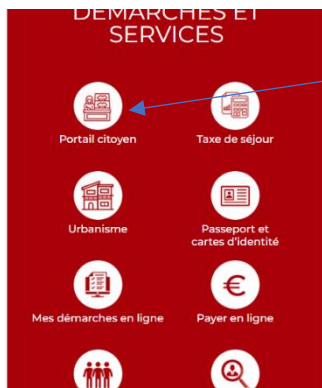 DÉMARCHES ET
SERVICES
Portail citoyen
Taxe de séjour
Urbanisme
Passeport et
cartes d'identité
Mes démarches en ligne
Payer en ligne